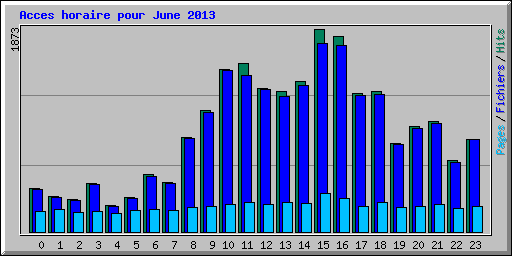 Acces horaire pour June 2013
1873
Pages/Fichiers/Hits
0 1 2 3 4 5 6 7 8 9 10 11 12 13 14 15 16 17 18 19 20 21 22 23